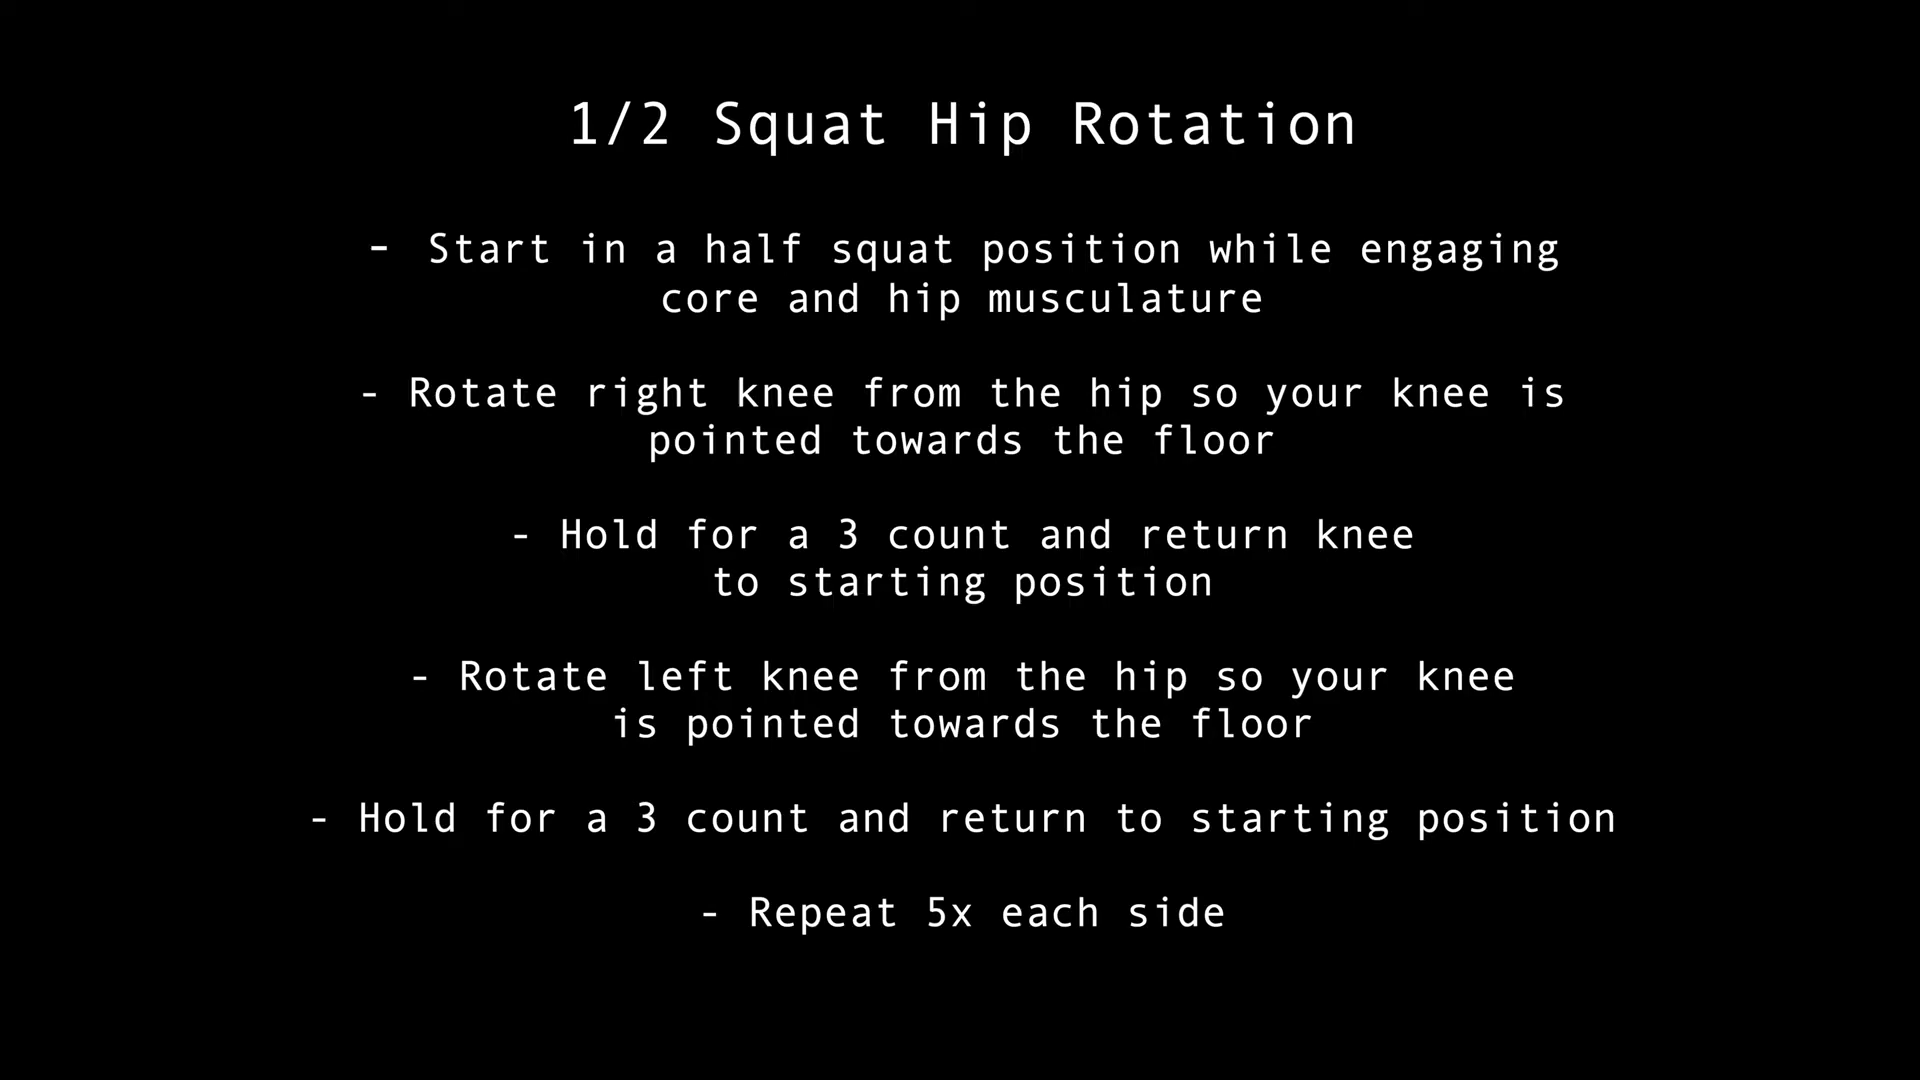 1/2 Squat Hip Rotation
- Start in a half squat position while engaging
core and hip musculature
- Rotate right knee from the hip so your knee is
pointed towards the floor
- Hold for a 3 count and return knee
to starting position
- Rotate left knee from the hip so your knee
is pointed towards the floor
- Hold for a 3 count and return to starting position
- Repeat 5x each side